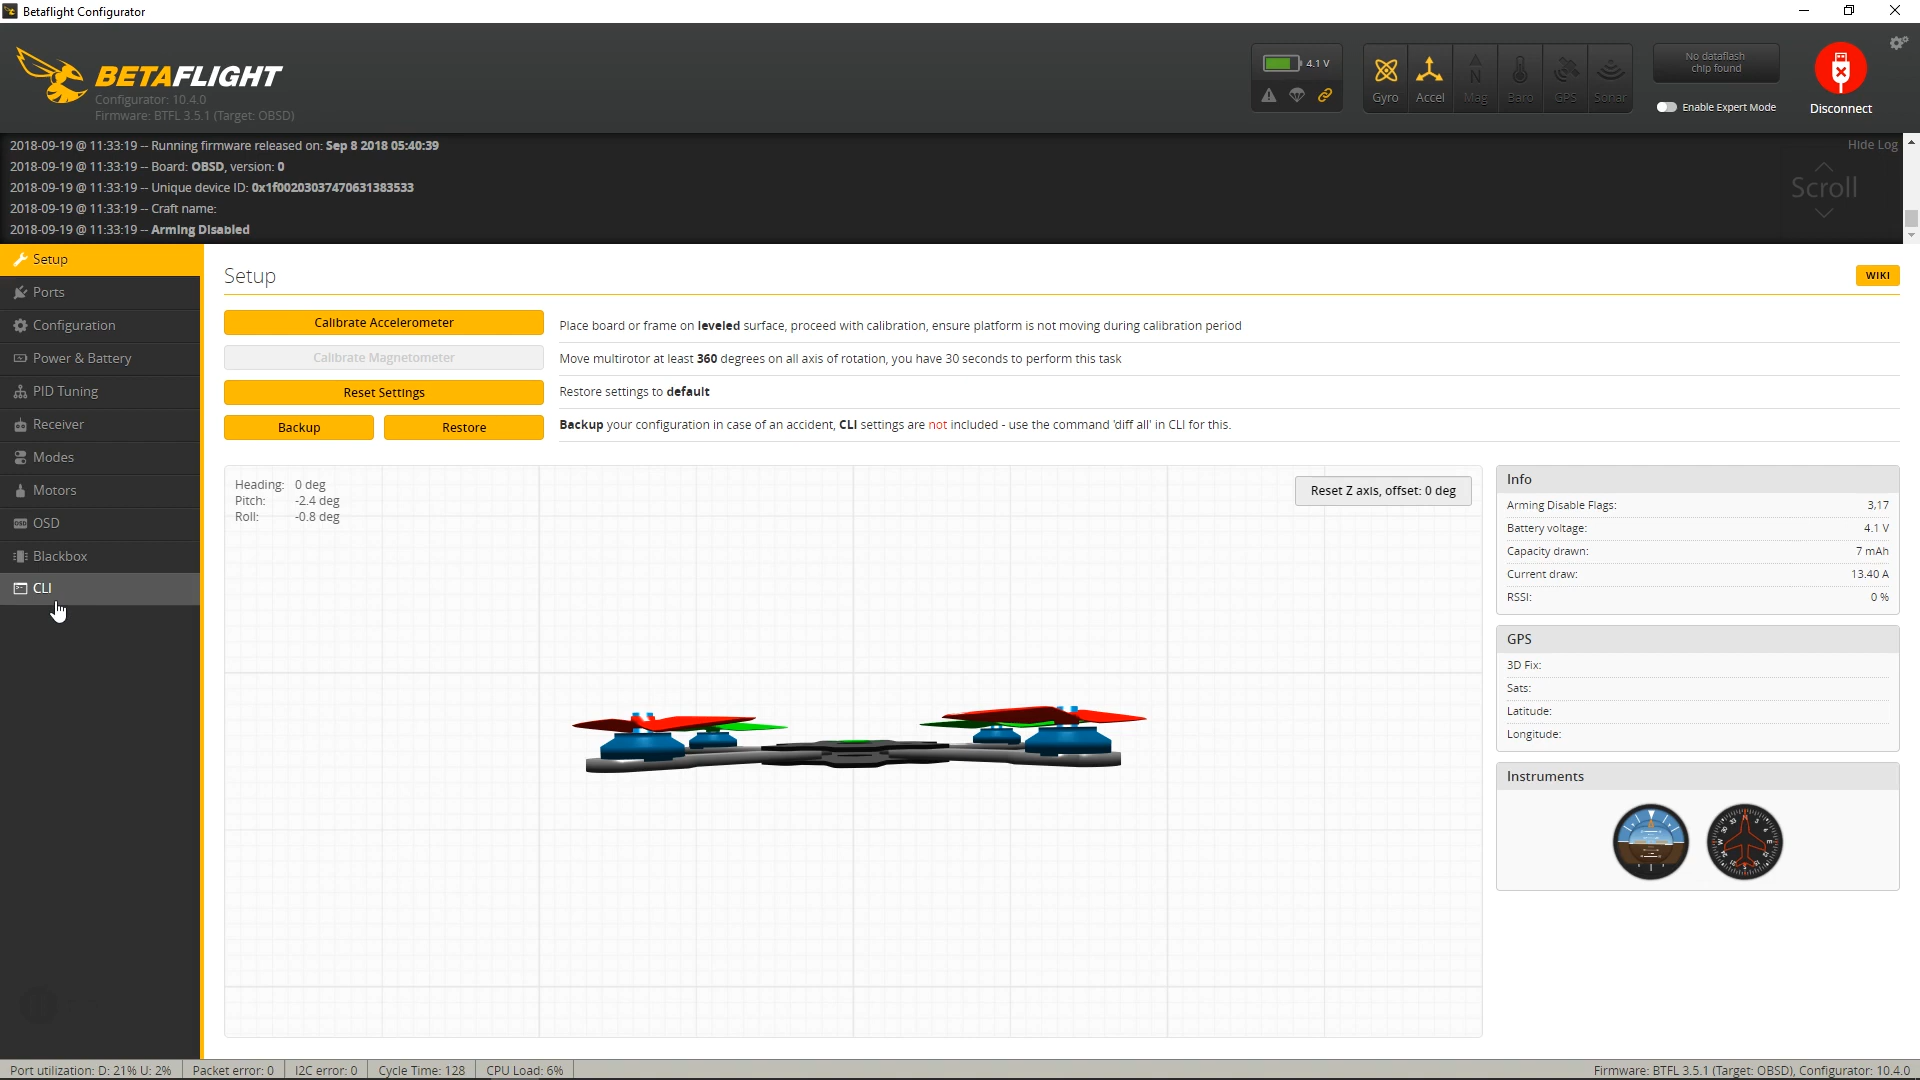 Betaflight Configurator
BETAFLIGHT
Configurator: 10.4.0
Firmware: BTFL 3.5.1 (Target: OBSD)
4.1 V
Gyro
Accel
Mag
Baro
GPS
Sonar
No dataflash
chip found
Enable Expert Mode
Disconnect
2018-09-19 @ 11:33:19 -- Running firmware released on: Sep 8 2018 05:40:39
2018-09-19 @ 11:33:19 -- Board: OBSD, version: 0
2018-09-19 @ 11:33:19 -- Unique device ID: 0x1f00203037470631383533
2018-09-19 @ 11:33:19 -- Craft name:
2018-09-19 @ 11:33:19 -- Arming Disabled
Hide Log
Scroll
Setup
Ports
Configuration
Power & Battery
PID Tuning
Receiver
Modes
Motors
OSD
Blackbox
CLI
Setup
WIKI
Calibrate Accelerometer
Place board or frame on leveled surface, proceed with calibration, ensure platform is not moving during calibration period
Calibrate Magnetometer
Move multirotor at least 360 degrees on all axis of rotation, you have 30 seconds to perform this task
Reset Settings
Restore settings to default
Backup
Restore
Backup your configuration in case of an accident, CLI settings are not included - use the command 'diff all' in CLI for this.
Heading: 0 deg
Pitch: -2.4 deg
Roll: -0.8 deg
Reset Z axis, offset: 0 deg
Info
Arming Disable Flags: 3,17
Battery voltage: 4.1 V
Capacity drawn: 7 mAh
Current draw: 13.40 A
RSSI: 0 %
GPS
3D Fix:
Sats:
Latitude:
Longitude:
Instruments
Port utilization: D: 21% U: 2%
Packet error: 0
I2C error: 0
Cycle Time: 128
CPU Load: 6%
Firmware: BTFL 3.5.1 (Target: OBSD), Configurator: 10.4.0